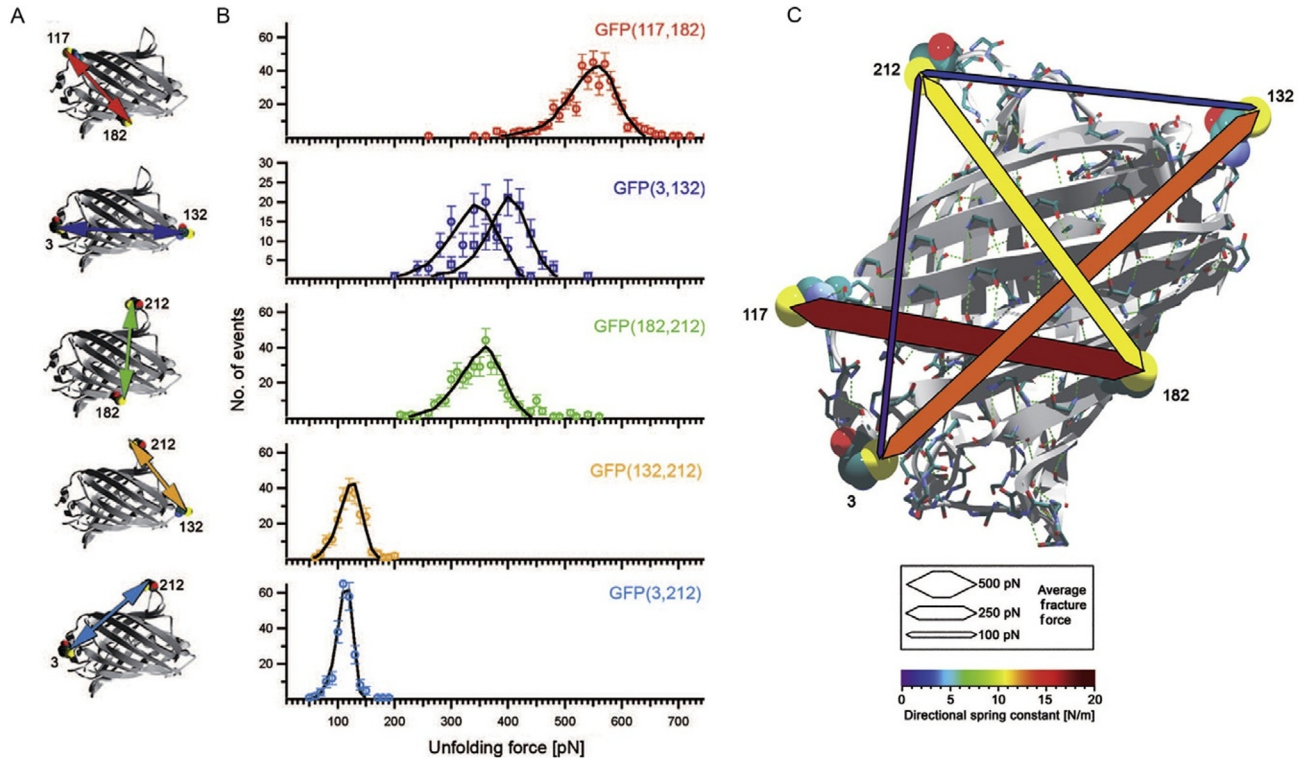 A
117
182
3
132
212
182
212
132
212
3
B
No. of events
60
40
20
GFP(117,182)
30
25
20
15
10
5
GFP(3,132)
60
40
20
GFP(182,212)
60
40
20
GFP(132,212)
60
40
20
GFP(3,212)
100 200 300 400 500 600 700
Unfolding force [pN]
C
212
132
117
182
3
500 pN
250 pN
100 pN
Average
fracture
force
0 5 10 15 20
Directional spring constant [N/m]